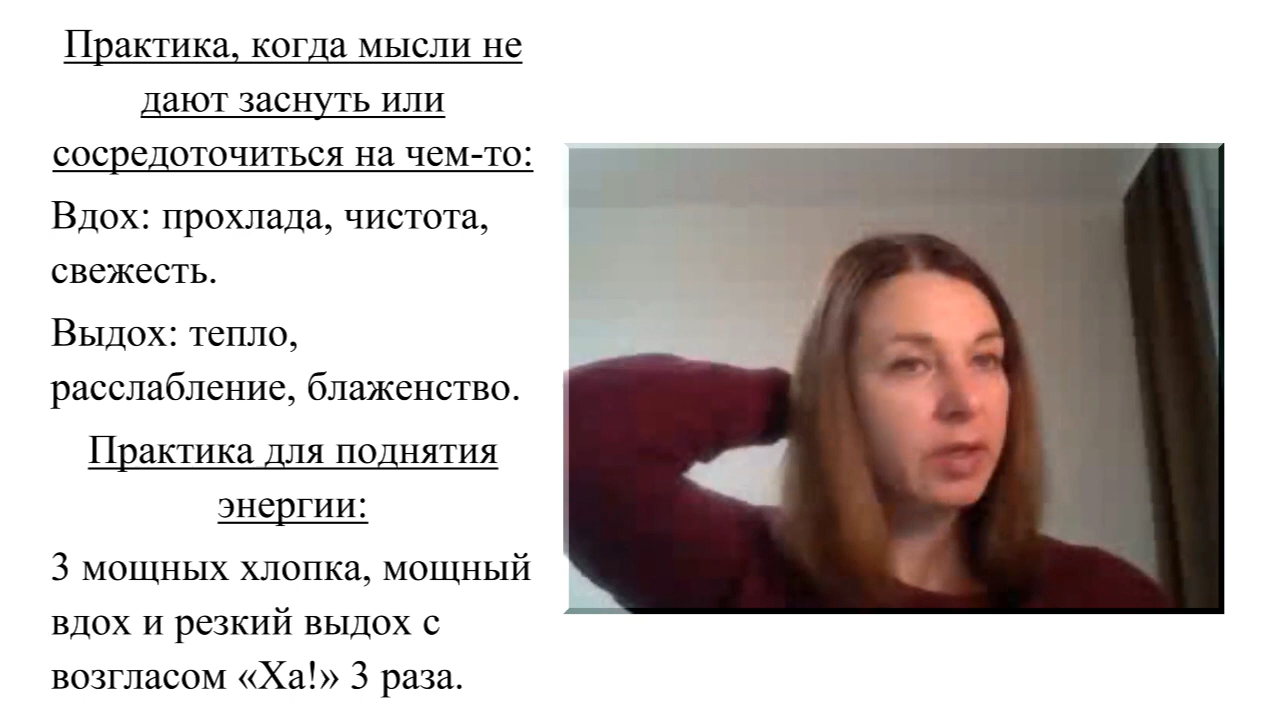 Практика, когда мысли не
дают заснуть или
сосредоточиться на чем-то:
Вдох: прохлада, чистота,
свежесть.
Выдох: тепло,
расслабление, блаженство.
Практика для поднятия
энергии:
3 мощных хлопка, мощный
вдох и резкий выдох с
возгласом «Ха!» 3 раза.